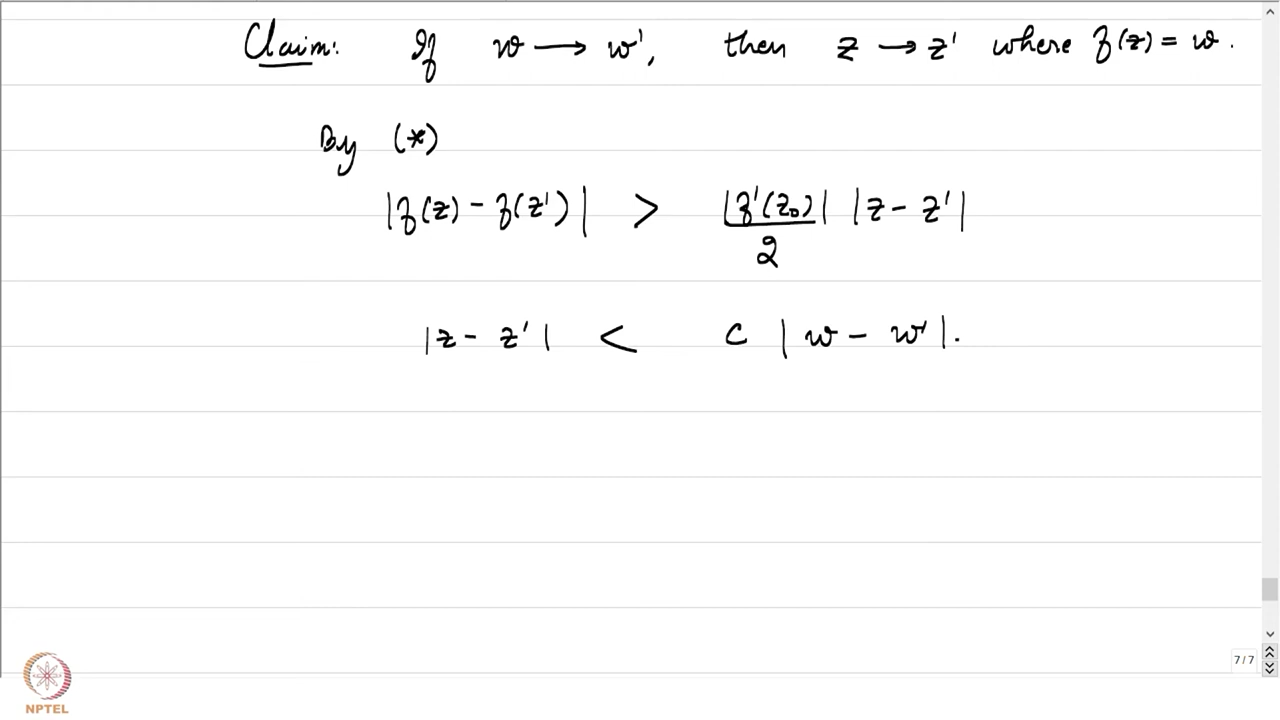 Claim: If w → w', then z → z' where f(z) = w.
By (*)
|f(z) - f(z')| > |f'(z₀)|/2 |z - z'|
|z - z'| < C |w - w'|.
7/7
NPTEL